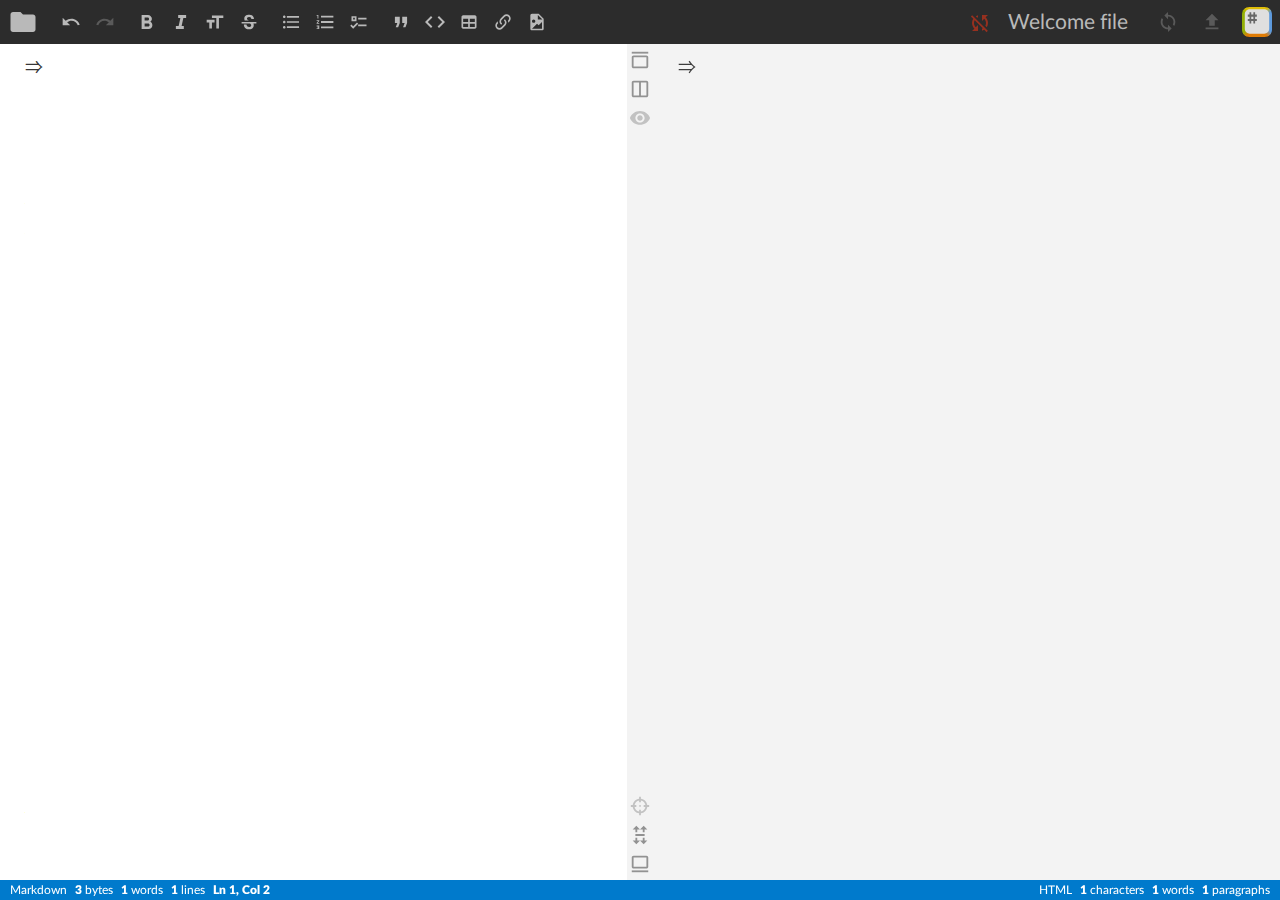 Welcome file
⇒
⇒
Markdown 3 bytes 1 words 1 lines Ln 1, Col 2
HTML 1 characters 1 words 1 paragraphs